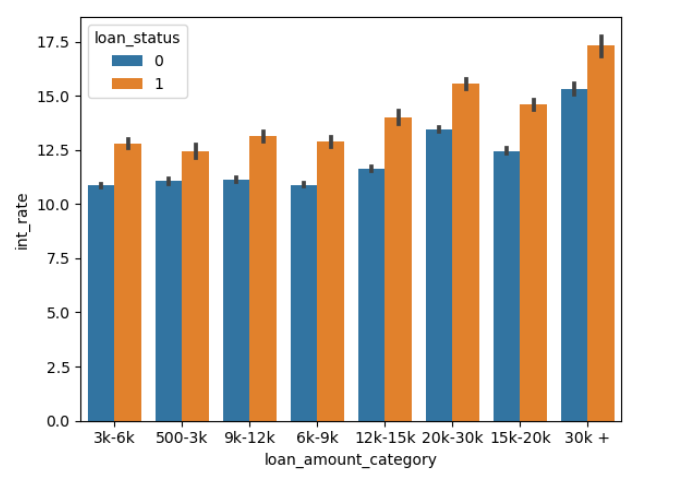 loan_status
0
1
17.5
15.0
12.5
10.0
7.5
5.0
2.5
0.0
int_rate
3k-6k 500-3k 9k-12k 6k-9k 12k-15k 20k-30k 15k-20k 30k +
loan_amount_category